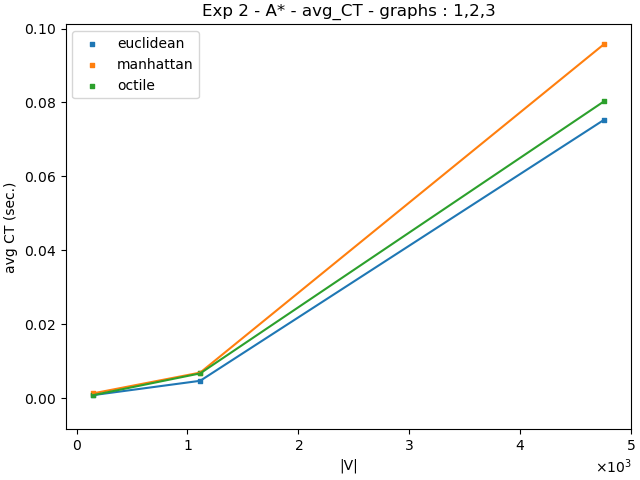 Exp 2 - A* - avg_CT - graphs : 1,2,3
euclidean
manhattan
octile
avg CT (sec.)
0.10
0.08
0.06
0.04
0.02
0.00
0 1 2 3 4 5
|V|
×10³